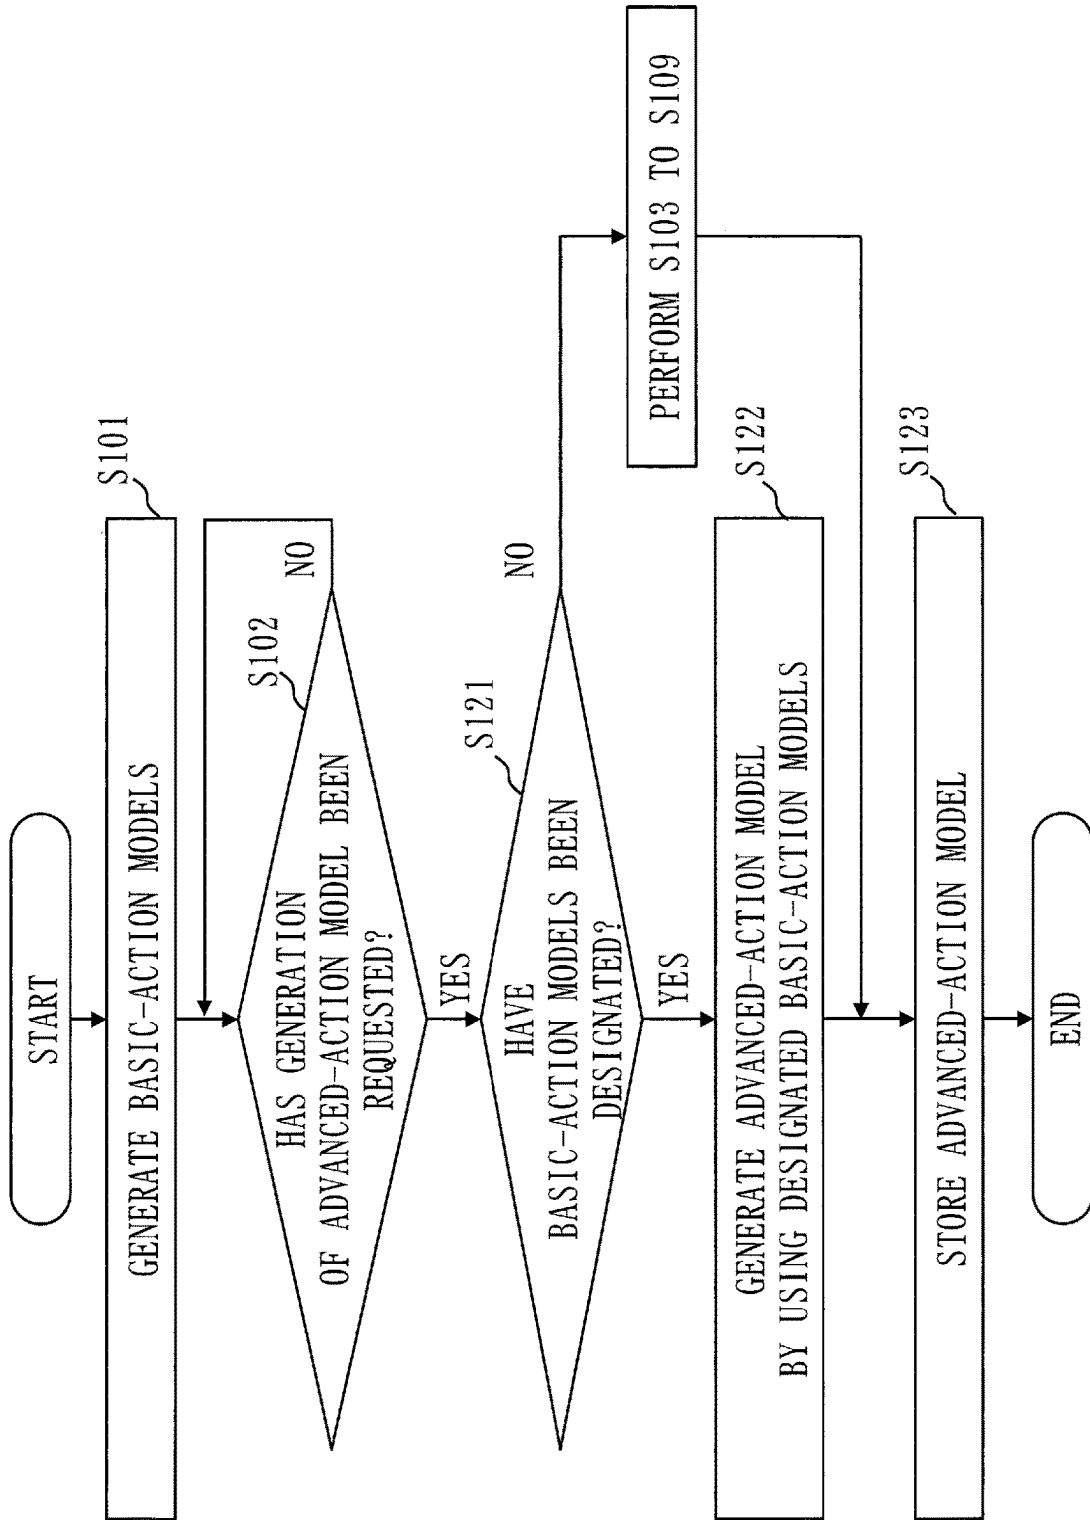 START
GENERATE BASIC-ACTION MODELS
S101
HAS GENERATION
OF ADVANCED-ACTION MODEL BEEN
REQUESTED?
S102
NO
YES
HAVE
BASIC-ACTION MODELS BEEN
DESIGNATED?
S121
NO
YES
PERFORM S103 TO S109
GENERATE ADVANCED-ACTION MODEL
BY USING DESIGNATED BASIC-ACTION MODELS
S122
STORE ADVANCED-ACTION MODEL
S123
END